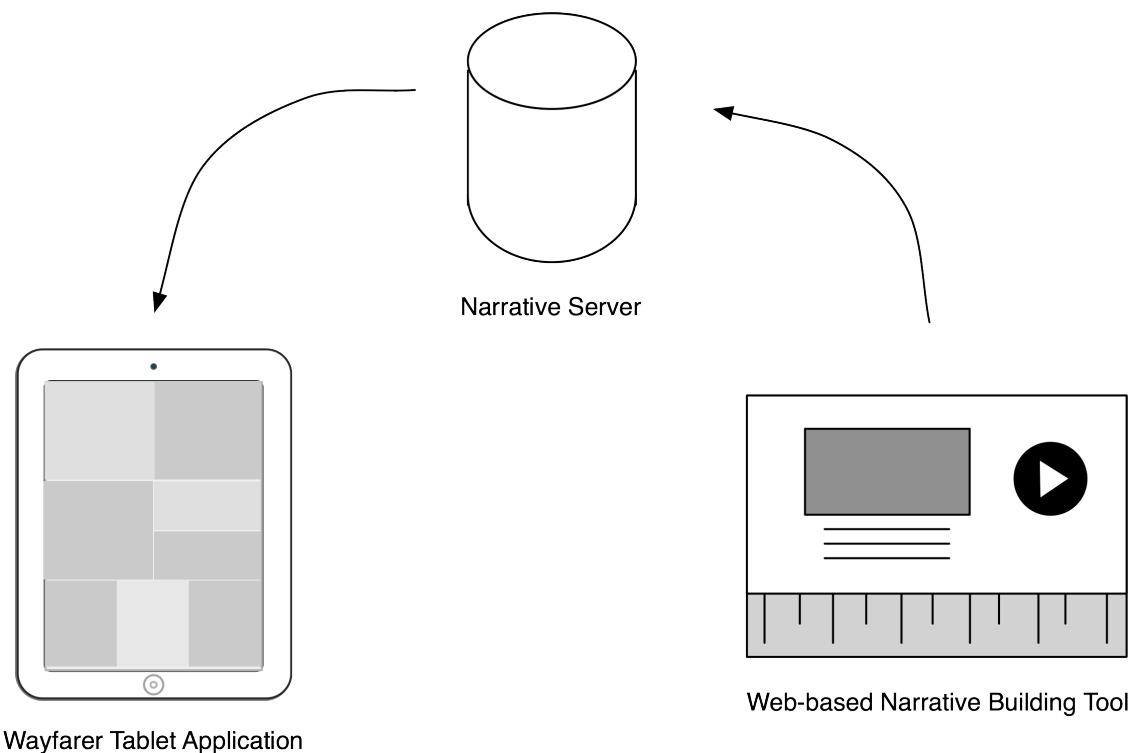 Narrative Server
Web-based Narrative Building Tool
Wayfarer Tablet Application